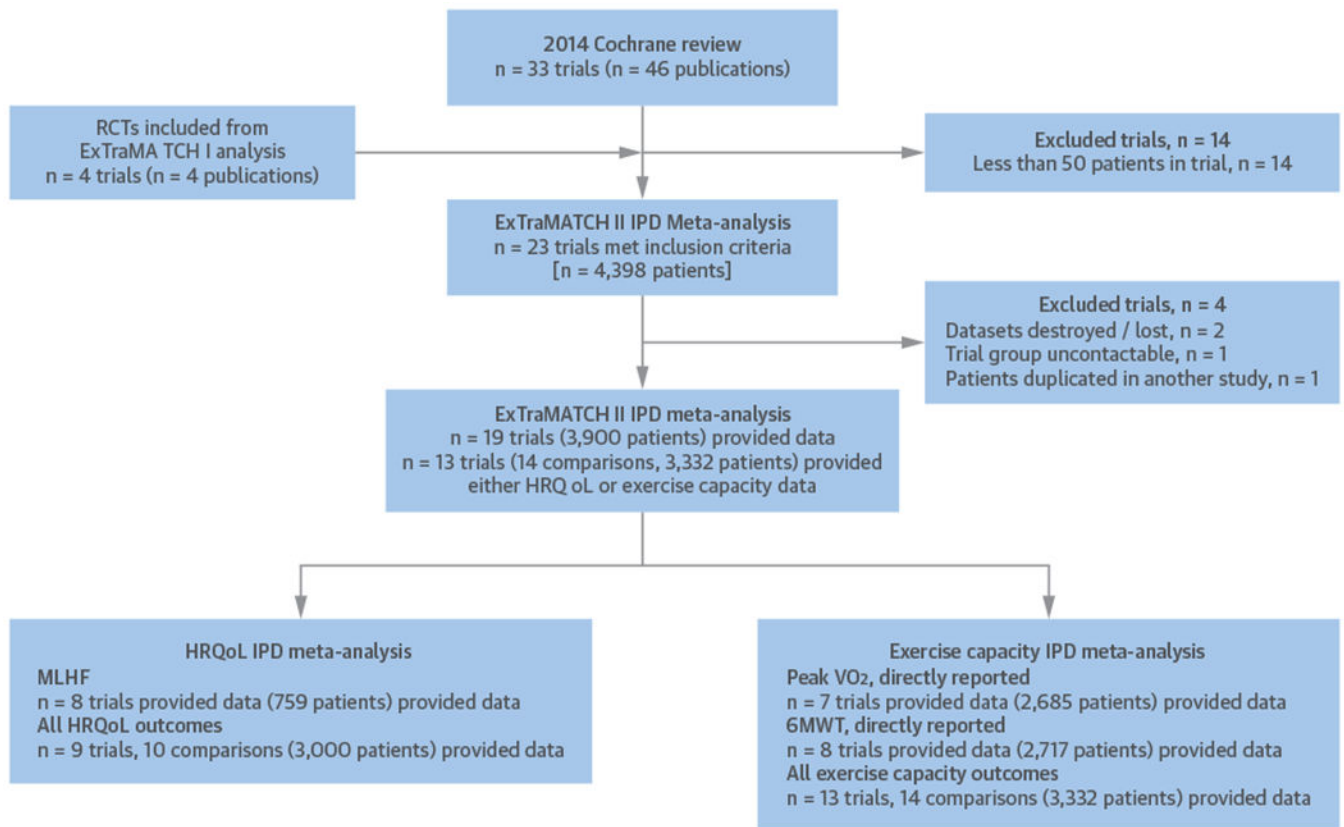 2014 Cochrane review
n = 33 trials (n = 46 publications)
RCTs included from
ExTraMA TCH I analysis
n = 4 trials (n = 4 publications)
Excluded trials, n = 14
Less than 50 patients in trial, n = 14
ExTraMATCH II IPD Meta-analysis
n = 23 trials met inclusion criteria
[n = 4,398 patients]
Excluded trials, n = 4
Datasets destroyed / lost, n = 2
Trial group uncontactable, n = 1
Patients duplicated in another study, n = 1
ExTraMATCH II IPD meta-analysis
n = 19 trials (3,900 patients) provided data
n = 13 trials (14 comparisons, 3,332 patients) provided
either HRQ oL or exercise capacity data
HRQoL IPD meta-analysis
MLHF
n = 8 trials provided data (759 patients) provided data
All HRQoL outcomes
n = 9 trials, 10 comparisons (3,000 patients) provided data
Exercise capacity IPD meta-analysis
Peak VO₂, directly reported
n = 7 trials provided data (2,685 patients) provided data
6MWT, directly reported
n = 8 trials provided data (2,717 patients) provided data
All exercise capacity outcomes
n = 13 trials, 14 comparisons (3,332 patients) provided data